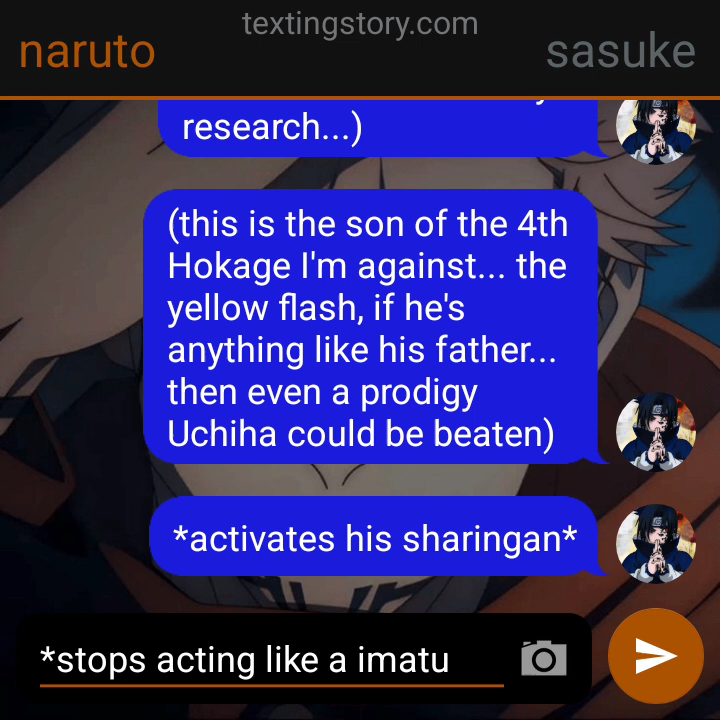 textingstory.com
naruto
sasuke
research...)
(this is the son of the 4th
Hokage I'm against... the
yellow flash, if he's
anything like his father...
then even a prodigy
Uchiha could be beaten)
*activates his sharingan*
*stops acting like a imatu